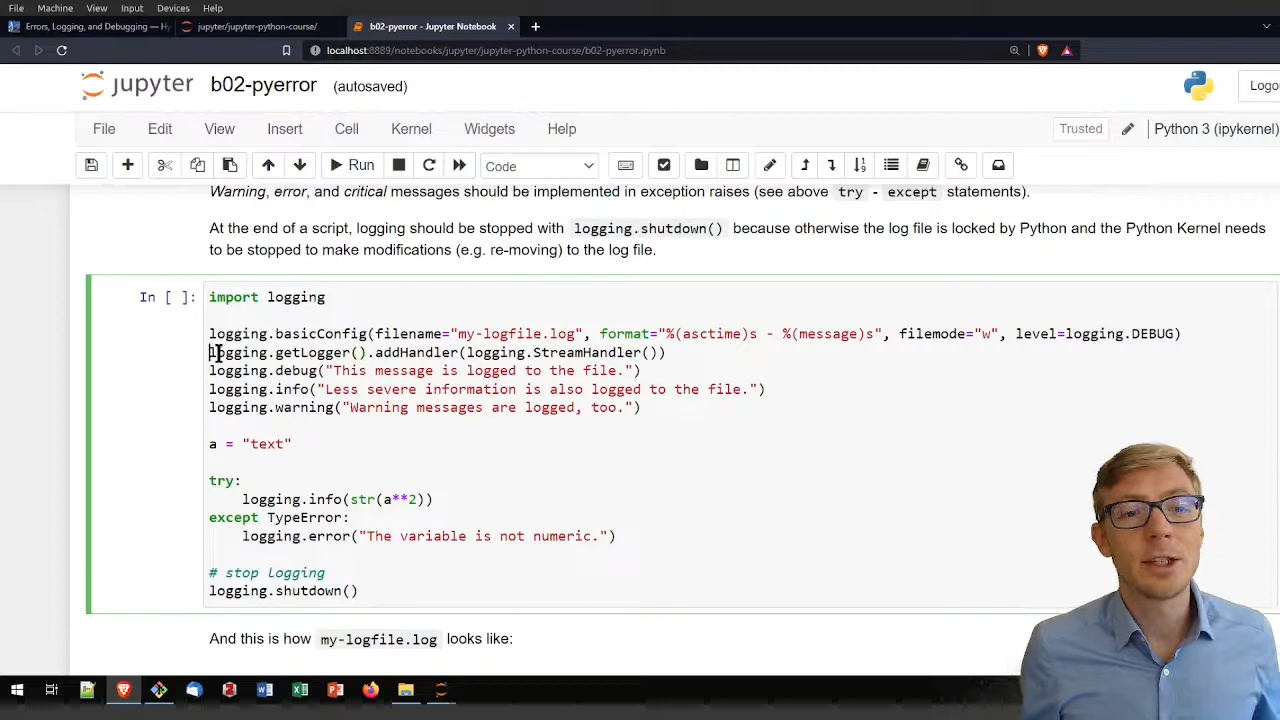 File Machine View Input Devices Help
Errors, Logging, and Debugging — Hy jupyter/jupyter-python-course/ b02-pyerror - Jupyter Notebook × +
localhost:8889/notebooks/jupyter/jupyter-python-course/b02-pyerror.ipynb
jupyter b02-pyerror (autosaved) Logo
File Edit View Insert Cell Kernel Widgets Help Trusted Python 3 (ipykernel)
Run Code
Warning, error, and critical messages should be implemented in exception raises (see above try - except statements).
At the end of a script, logging should be stopped with logging.shutdown() because otherwise the log file is locked by Python and the Python Kernel needs
to be stopped to make modifications (e.g. re-moving) to the log file.
In [ ]: import logging
logging.basicConfig(filename="my-logfile.log", format="%(asctime)s - %(message)s", filemode="w", level=logging.DEBUG)
logging.getLogger().addHandler(logging.StreamHandler())
logging.debug("This message is logged to the file.")
logging.info("Less severe information is also logged to the file.")
logging.warning("Warning messages are logged, too.")
a = "text"
try:
    logging.info(str(a**2))
except TypeError:
    logging.error("The variable is not numeric.")
# stop logging
logging.shutdown()
And this is how my-logfile.log looks like: